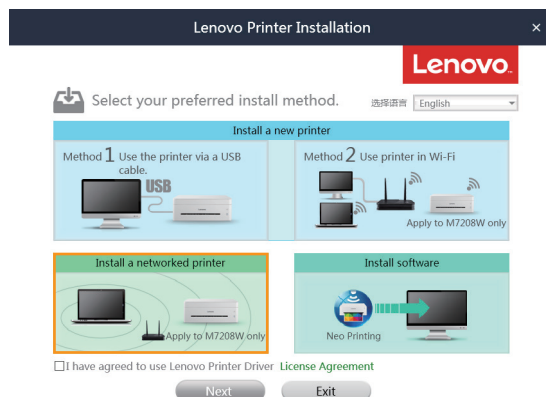 Lenovo Printer Installation ×
Lenovo
Select your preferred install method. 选择语言 English
Install a new printer
Method 1 Use the printer via a USB
cable.
USB
Method 2 Use printer in Wi-Fi
Apply to M7208W only
Install a networked printer
Apply to M7208W only
Install software
Neo Printing
I have agreed to use Lenovo Printer Driver License Agreement
Next Exit